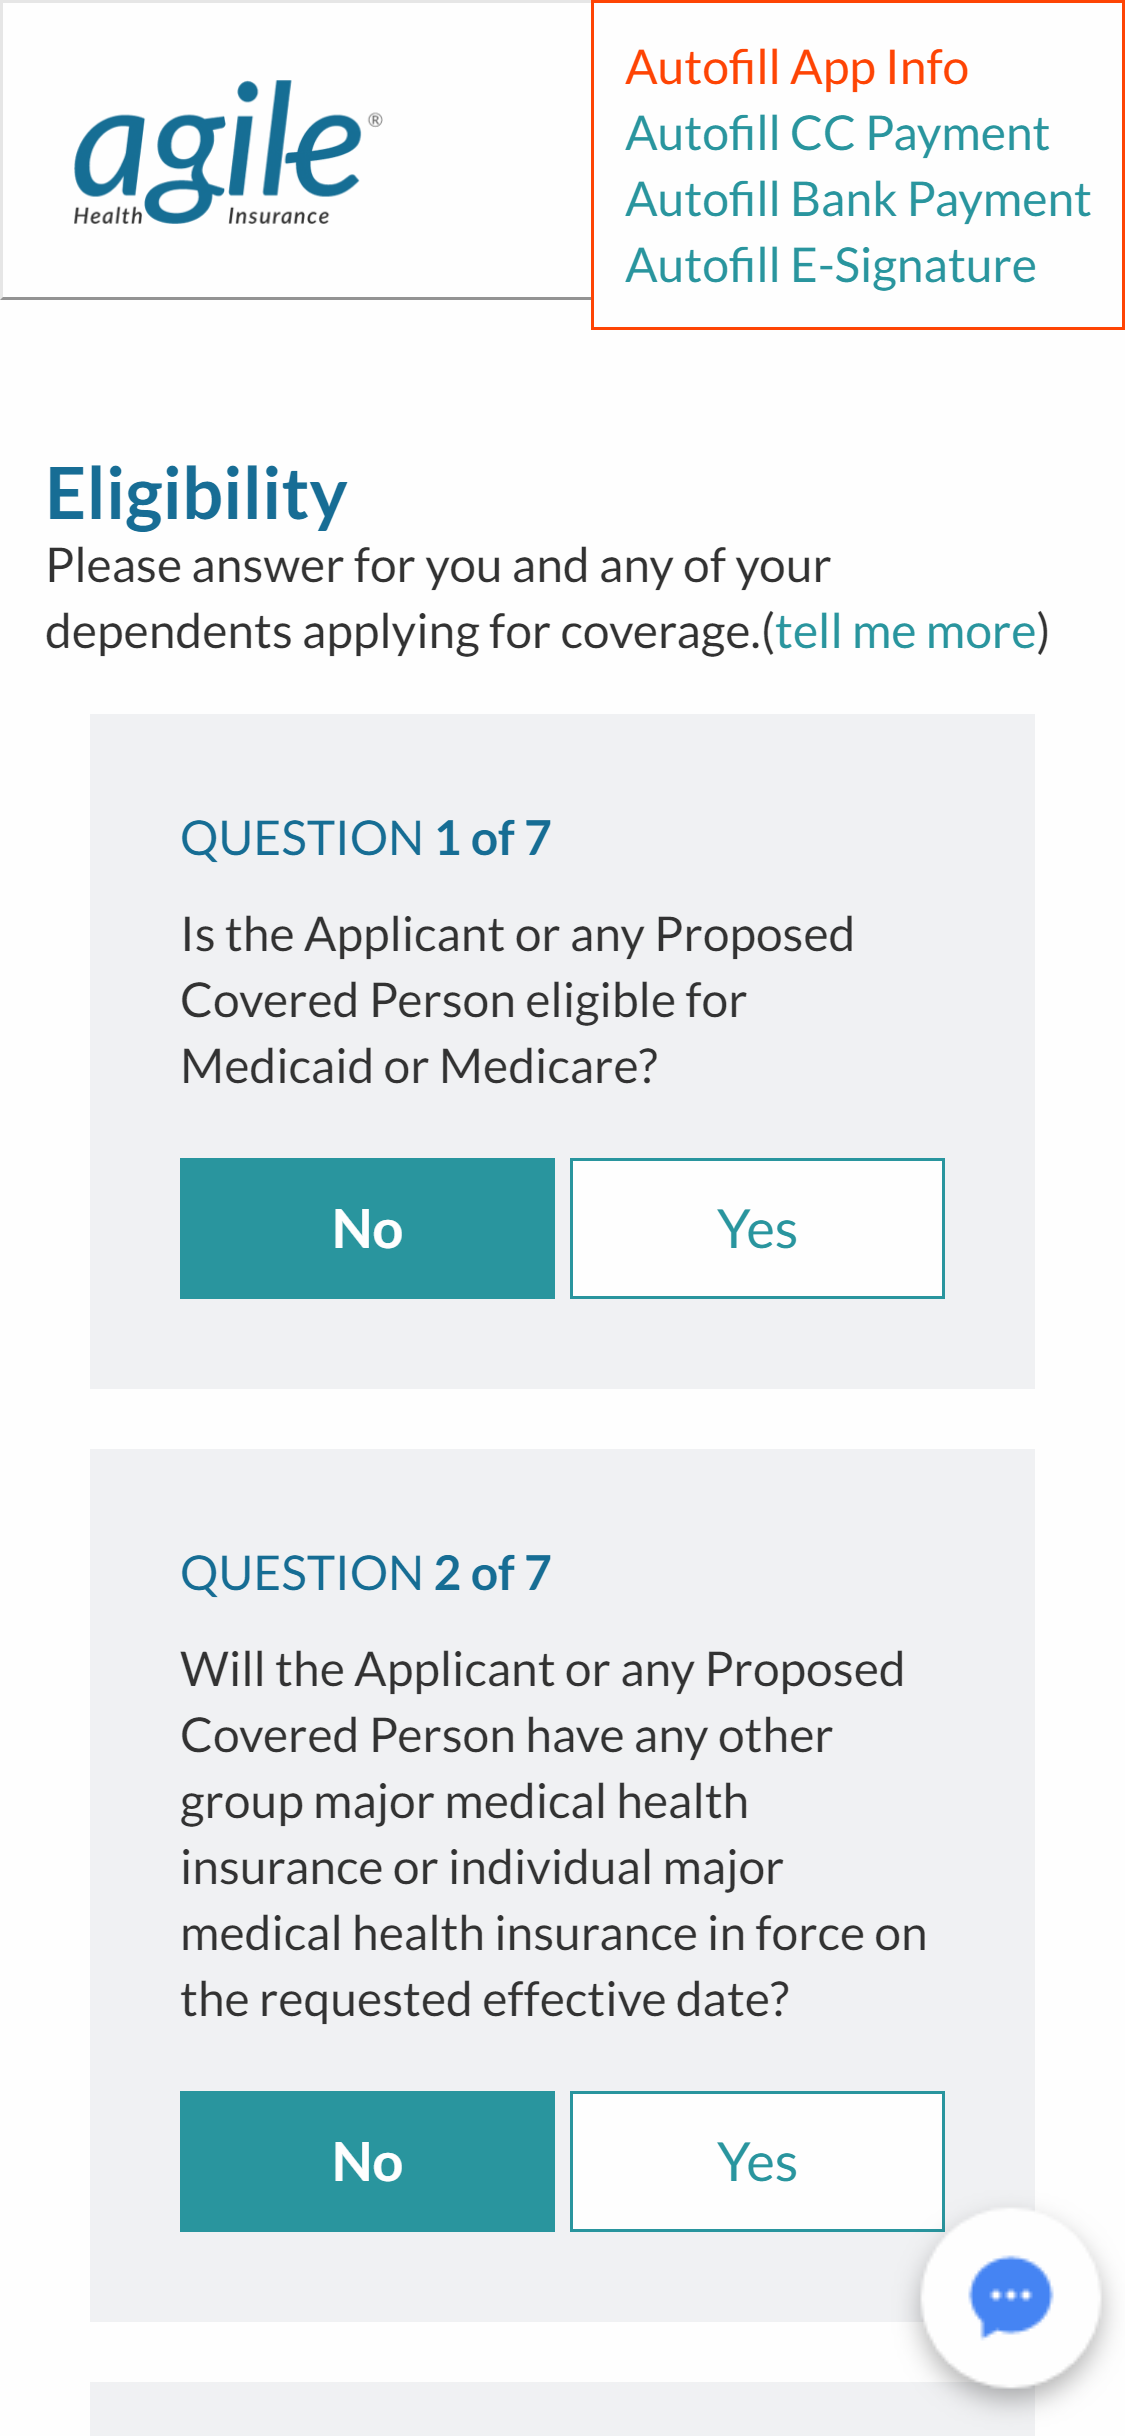 agile®
Health Insurance
Autofill App Info
Autofill CC Payment
Autofill Bank Payment
Autofill E-Signature
Eligibility
Please answer for you and any of your
dependents applying for coverage.(tell me more)
QUESTION 1 of 7
Is the Applicant or any Proposed
Covered Person eligible for
Medicaid or Medicare?
No Yes
QUESTION 2 of 7
Will the Applicant or any Proposed
Covered Person have any other
group major medical health
insurance or individual major
medical health insurance in force on
the requested effective date?
No Yes